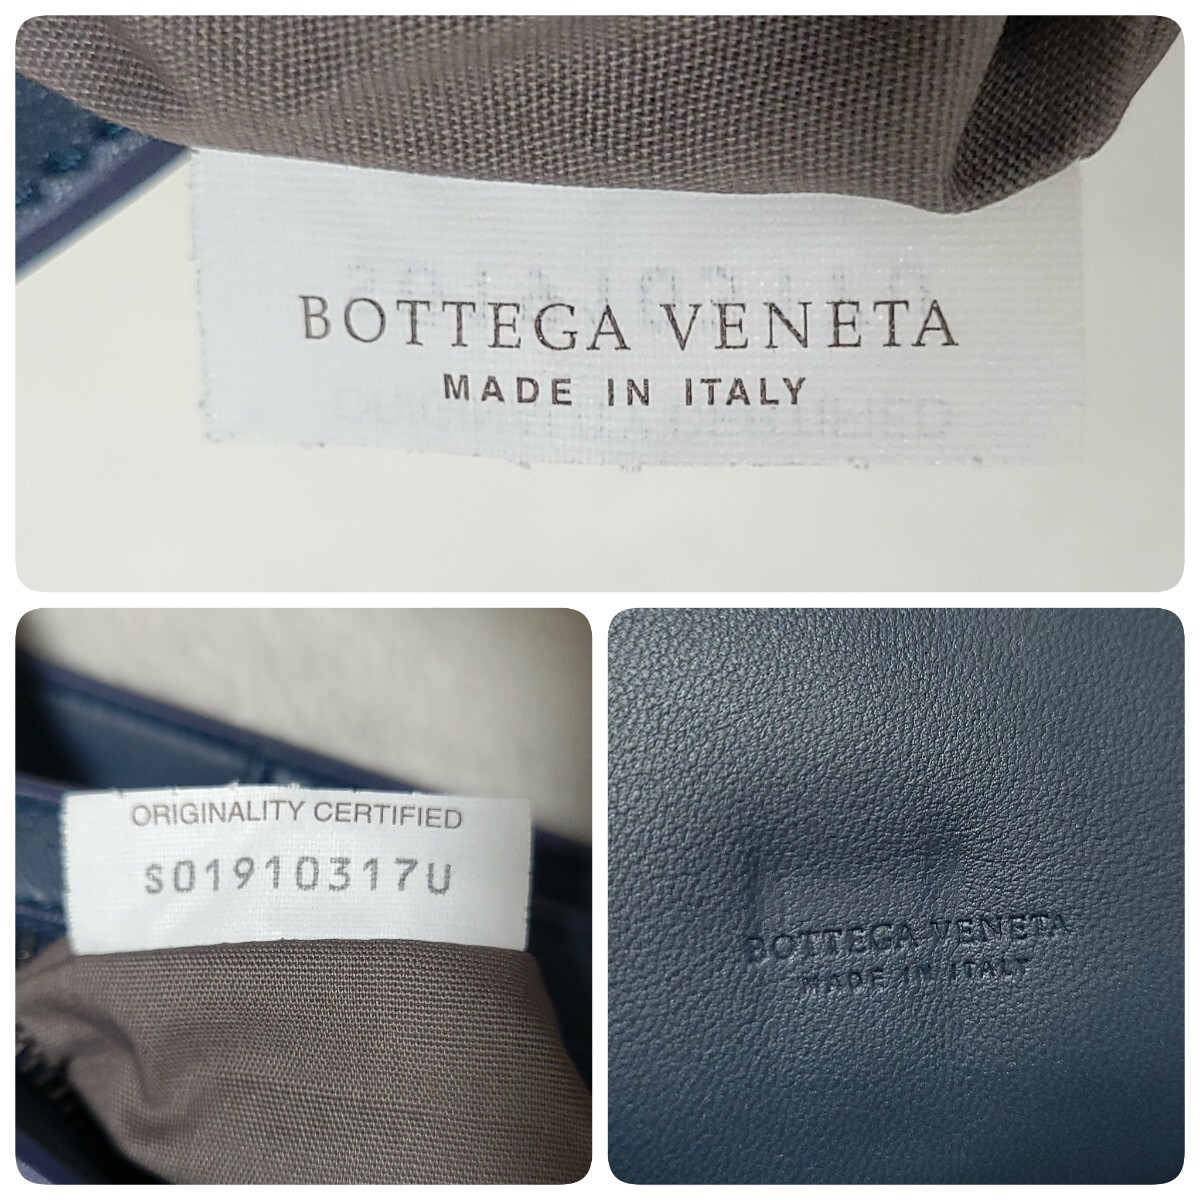 BOTTEGA VENETA
MADE IN ITALY
ORIGINALITY CERTIFIED
S01910317U
BOTTEGA VENETA
MADE IN ITALY